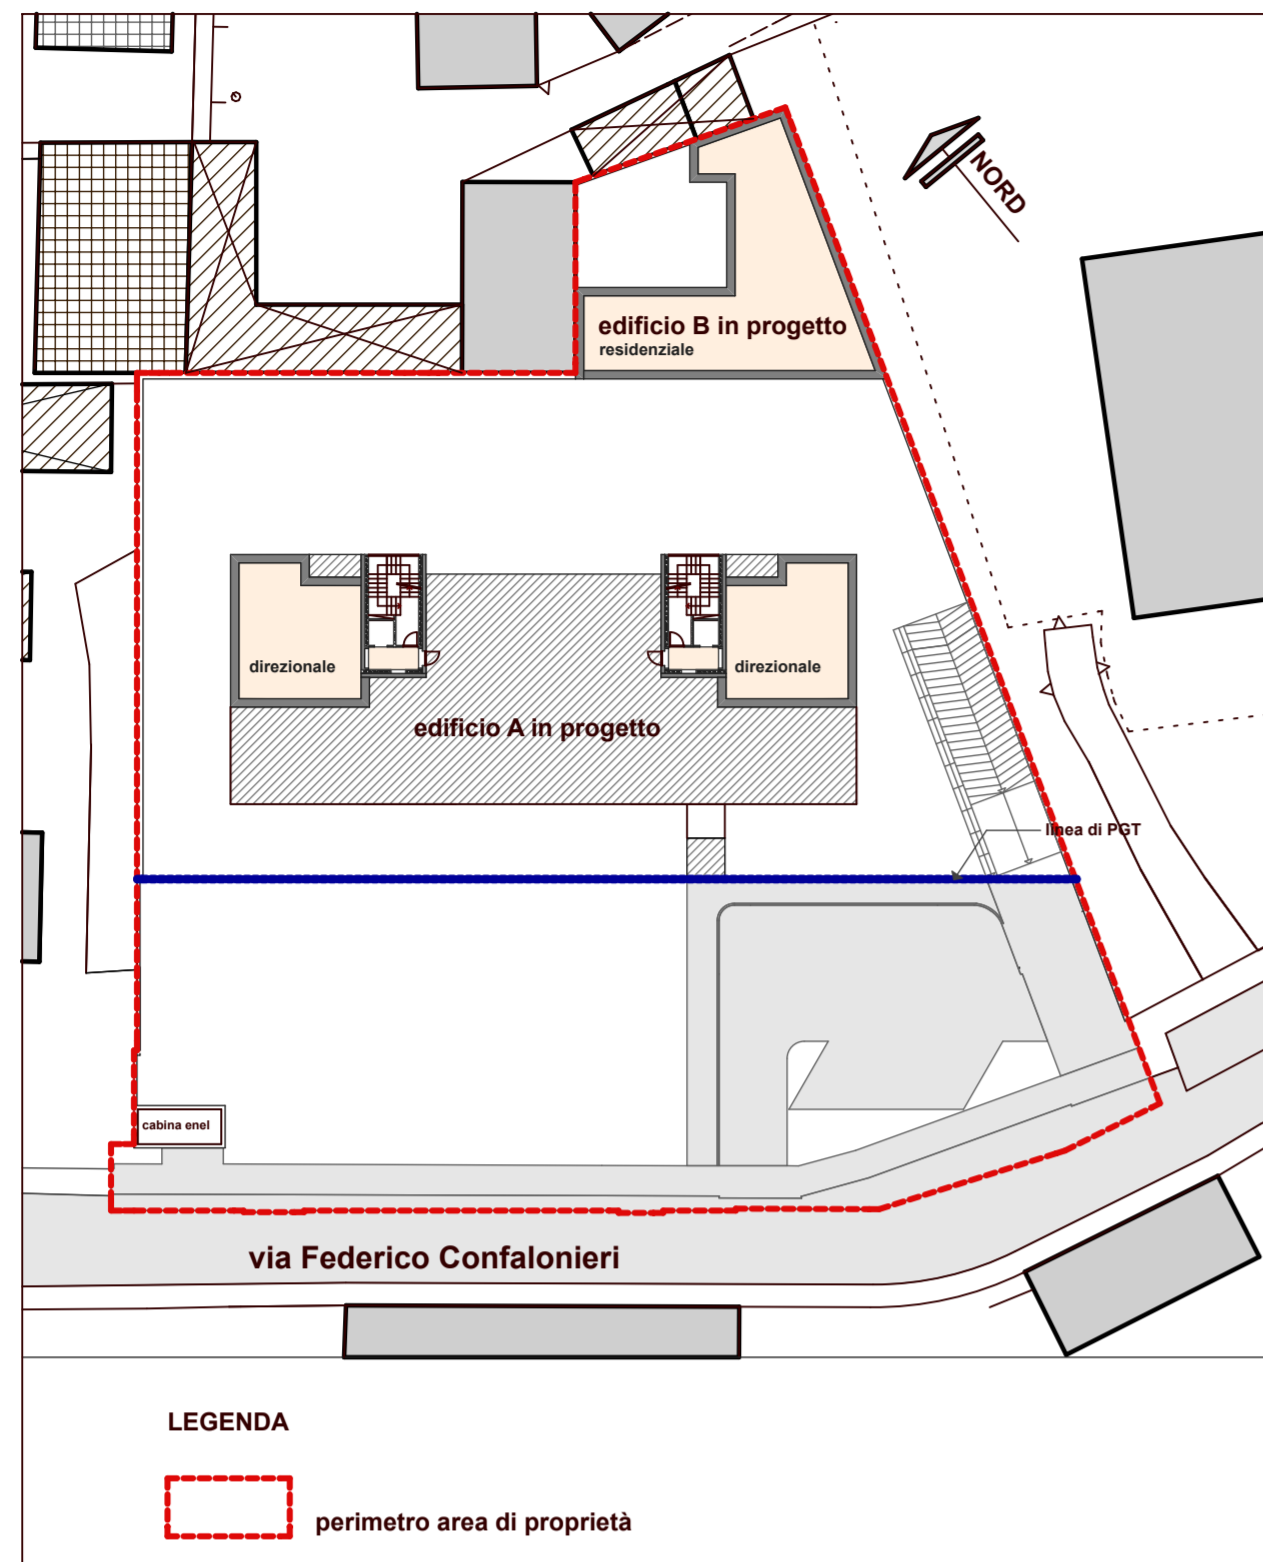 NORD
edificio B in progetto
residenziale
direzionale
direzionale
edificio A in progetto
linea di PGT
cabina enel
via Federico Confalonieri
LEGENDA
perimetro area di proprietà